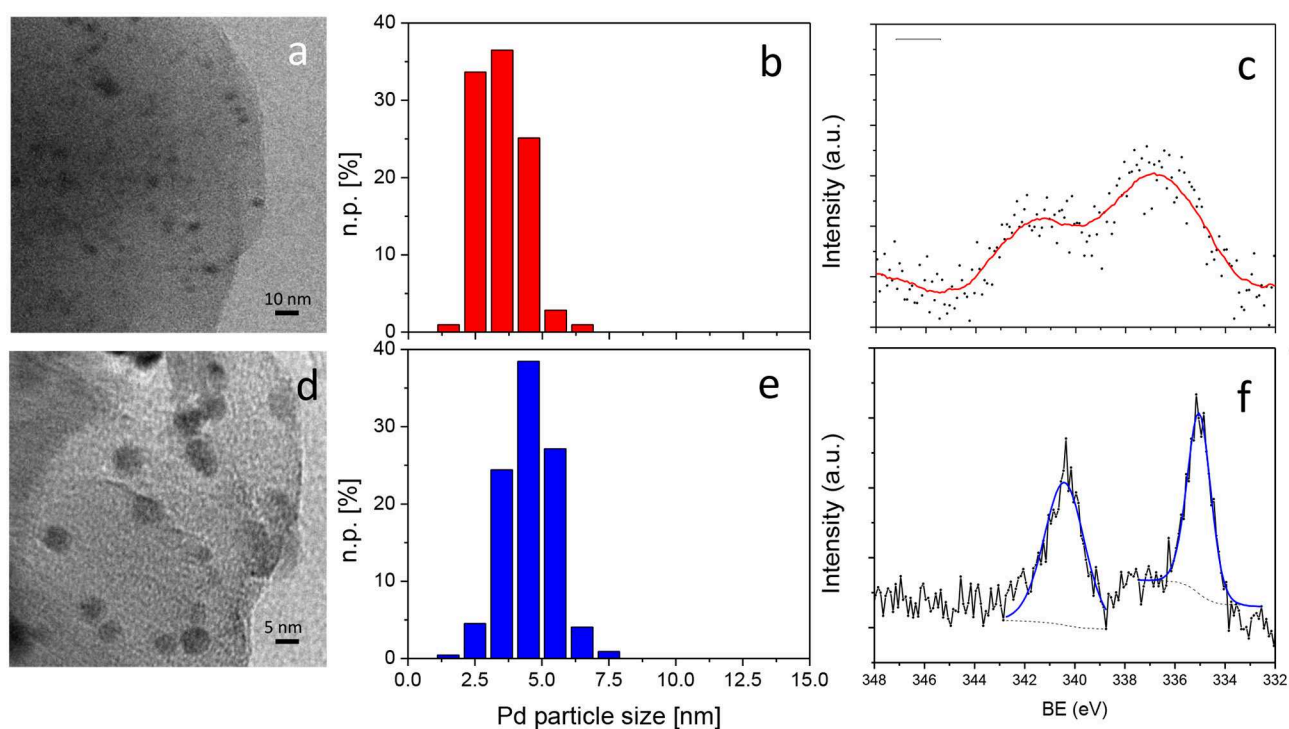 a
10 nm
40
30
20
10
0
n.p. [%]
b
Intensity (a.u.)
c
d
5 nm
40
30
20
10
0
n.p. [%]
e
0.0 2.5 5.0 7.5 10.0 12.5 15.0
Pd particle size [nm]
Intensity (a.u.)
f
348 346 344 342 340 338 336 334 332
BE (eV)